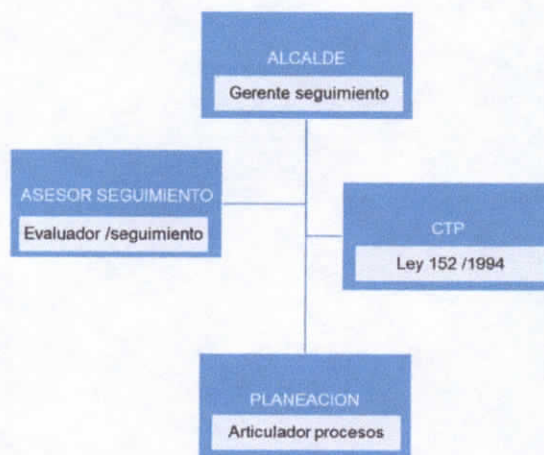 ALCALDE
Gerente seguimiento
ASESOR SEGUIMIENTO
Evaluador /seguimiento
CTP
Ley 152 /1994
PLANEACION
Articulador procesos